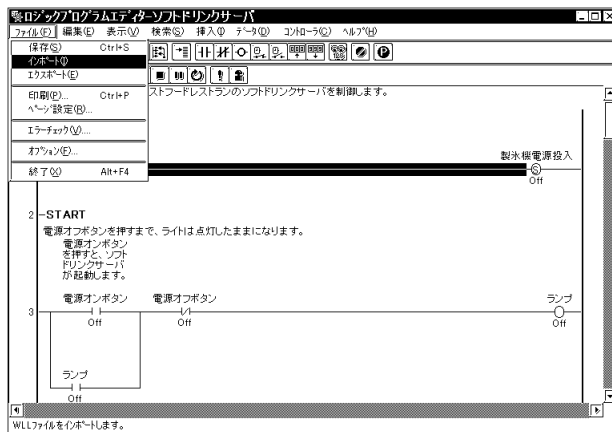 ロジックプログラムエディターソフトドリンクサーバ
ファイル(F) 編集(E) 表示(V) 検索(S) 挿入(I) データ(D) コントローラ(C) ヘルプ(H)
保存(S) Ctrl+S
インポート(I)
エクスポート(E)
印刷(P)... Ctrl+P
ページ設定(R)...
エラーチェック(V)....
オプション(F)...
終了(X) Alt+F4
ストフードレストランのソフトドリンクサーバを制御します。
製氷機電源投入
S
Off
2 START
電源オフボタンを押すまで、ライトは点灯したままになります。
電源オンボタン
を押すと、ソフト
ドリンクサーバ
が起動します。
電源オンボタン 電源オフボタン ランプ
3
Off Off Off
ランプ
Off
WLLファイルをインポートします。